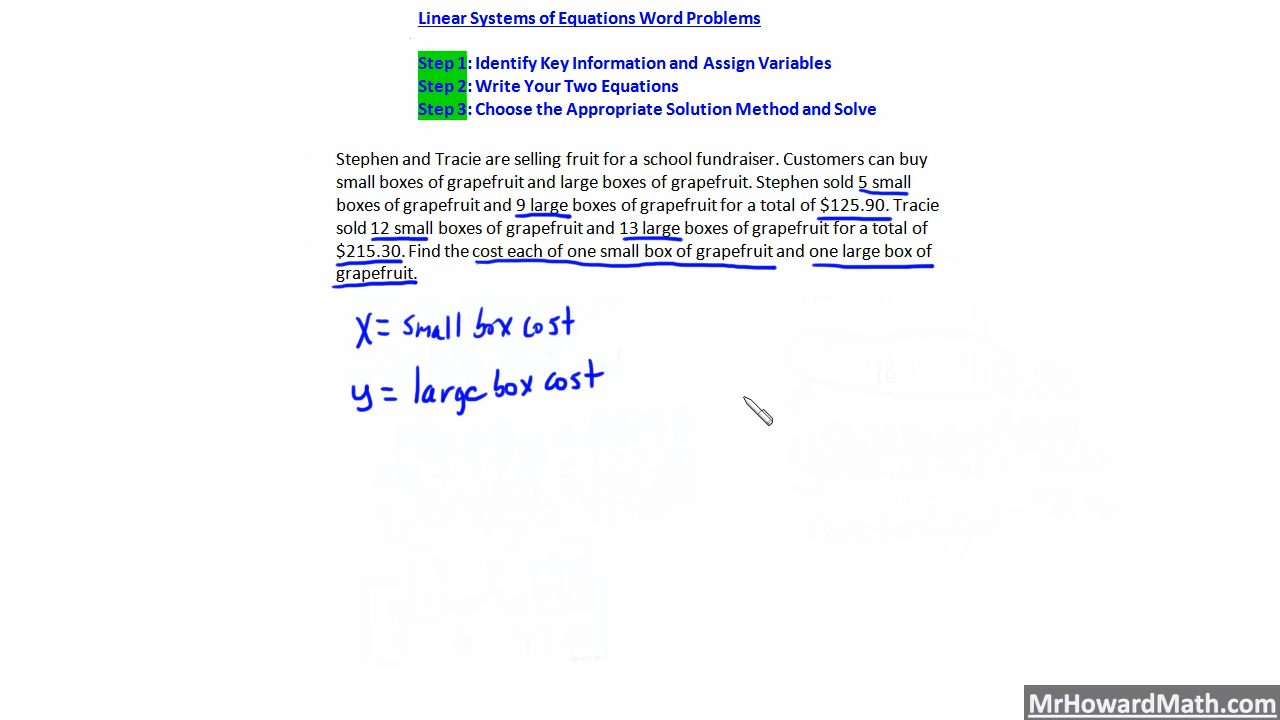 Linear Systems of Equations Word Problems
Step 1: Identify Key Information and Assign Variables
Step 2: Write Your Two Equations
Step 3: Choose the Appropriate Solution Method and Solve
Stephen and Tracie are selling fruit for a school fundraiser. Customers can buy
small boxes of grapefruit and large boxes of grapefruit. Stephen sold 5 small
boxes of grapefruit and 9 large boxes of grapefruit for a total of $125.90. Tracie
sold 12 small boxes of grapefruit and 13 large boxes of grapefruit for a total of
$215.30. Find the cost each of one small box of grapefruit and one large box of
grapefruit.
x = small box cost
y = large box cost
MrHowardMath.com